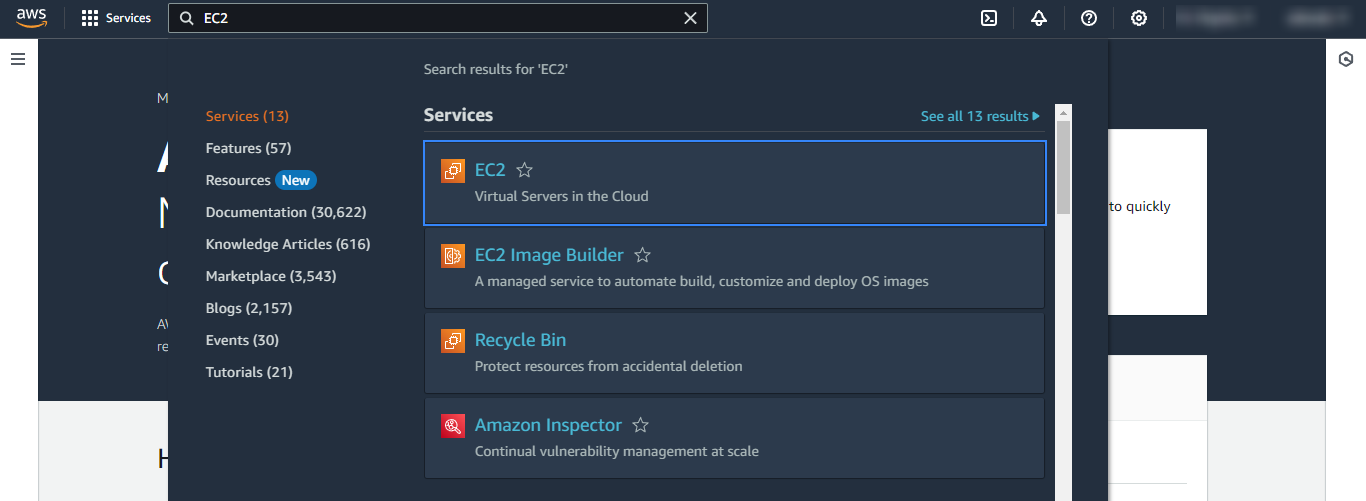 aws
Services
EC2
Search results for 'EC2'
Services (13)
Features (57)
Resources New
Documentation (30,622)
Knowledge Articles (616)
Marketplace (3,543)
Blogs (2,157)
Events (30)
Tutorials (21)
Services
See all 13 results
EC2
Virtual Servers in the Cloud
EC2 Image Builder
A managed service to automate build, customize and deploy OS images
Recycle Bin
Protect resources from accidental deletion
Amazon Inspector
Continual vulnerability management at scale
to quickly